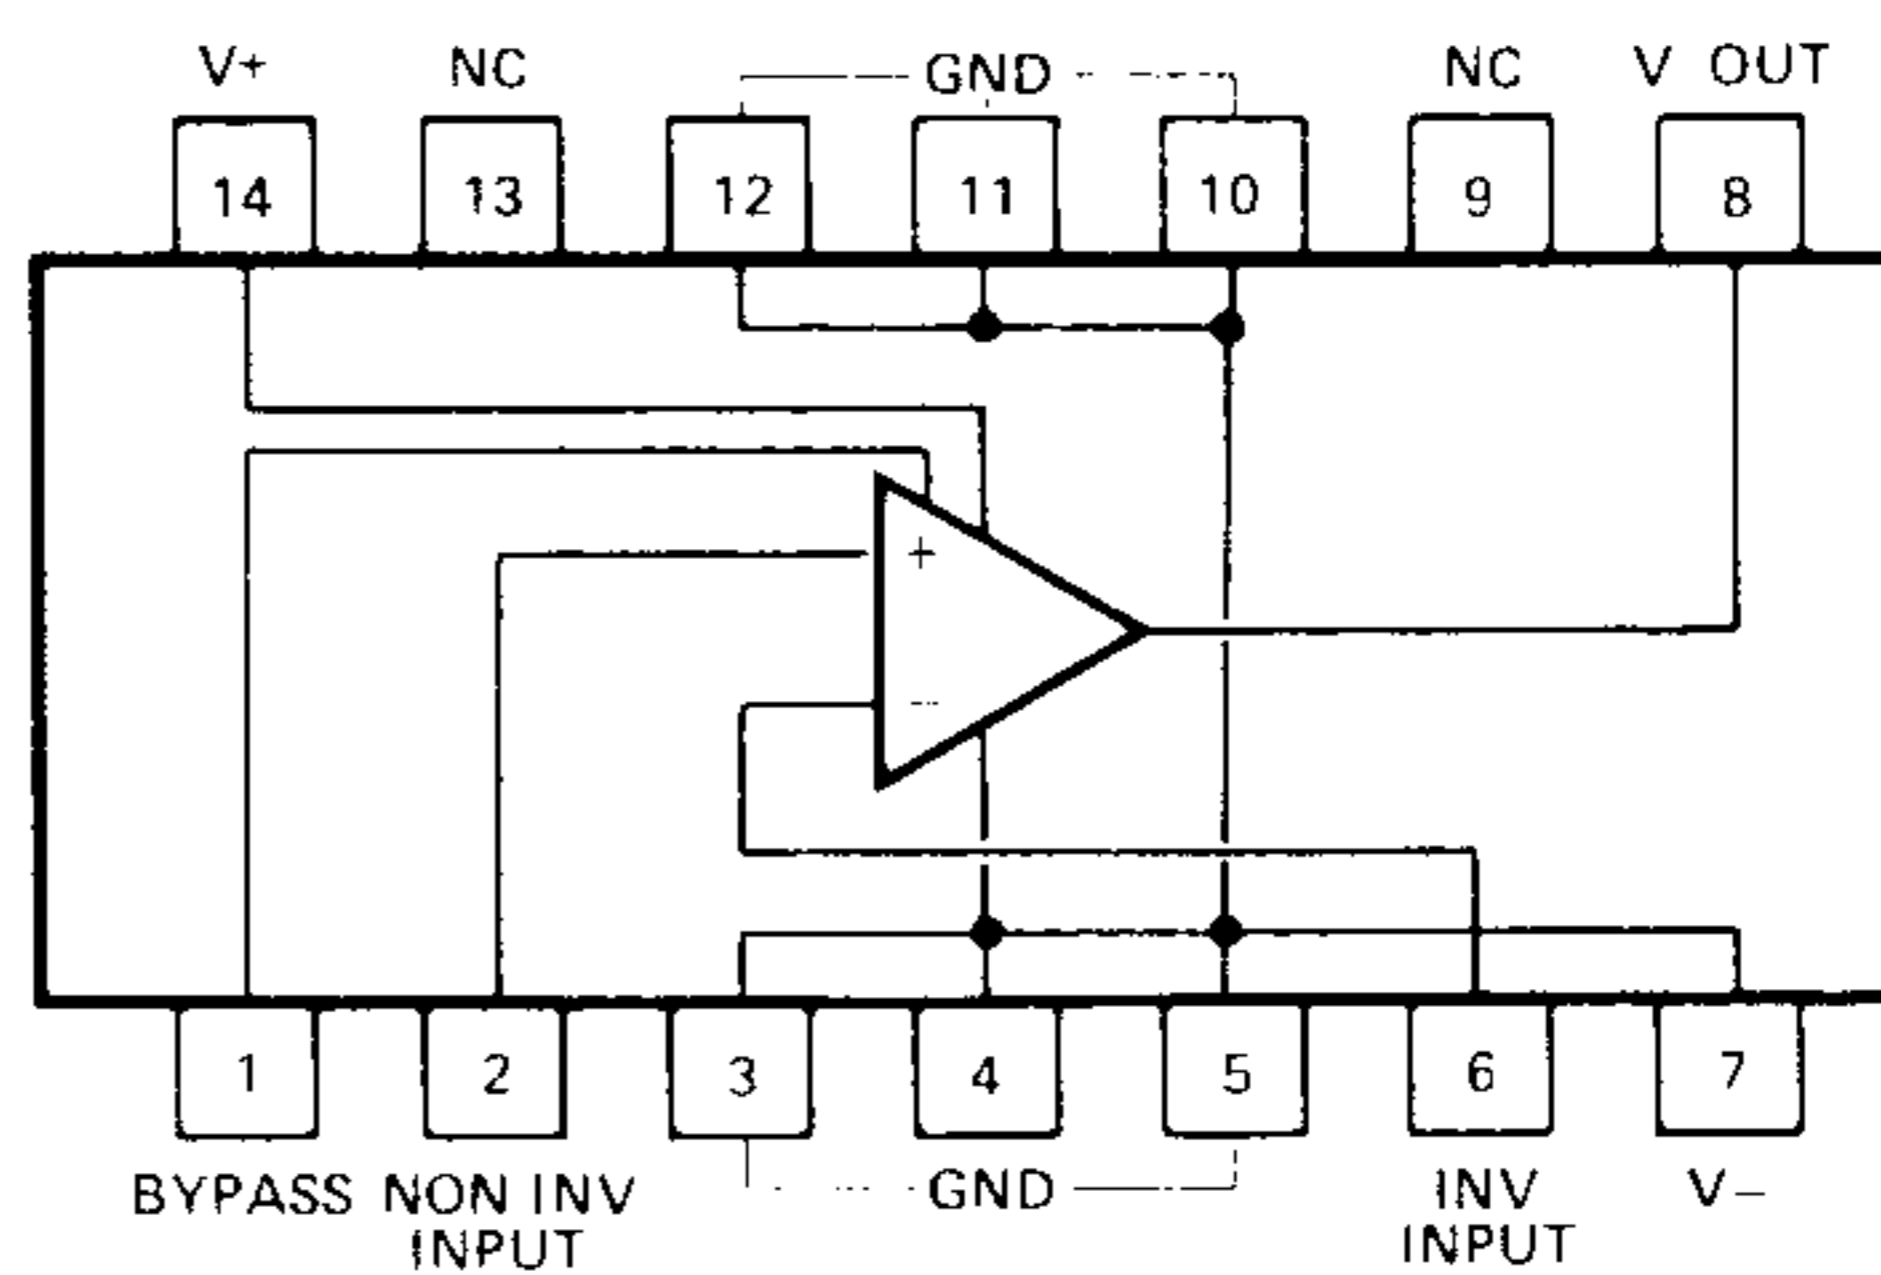 V+ NC GND NC V OUT
14 13 12 11 10 9 8
+
-
1 2 3 4 5 6 7
BYPASS NON INV GND INV V-
INPUT INPUT